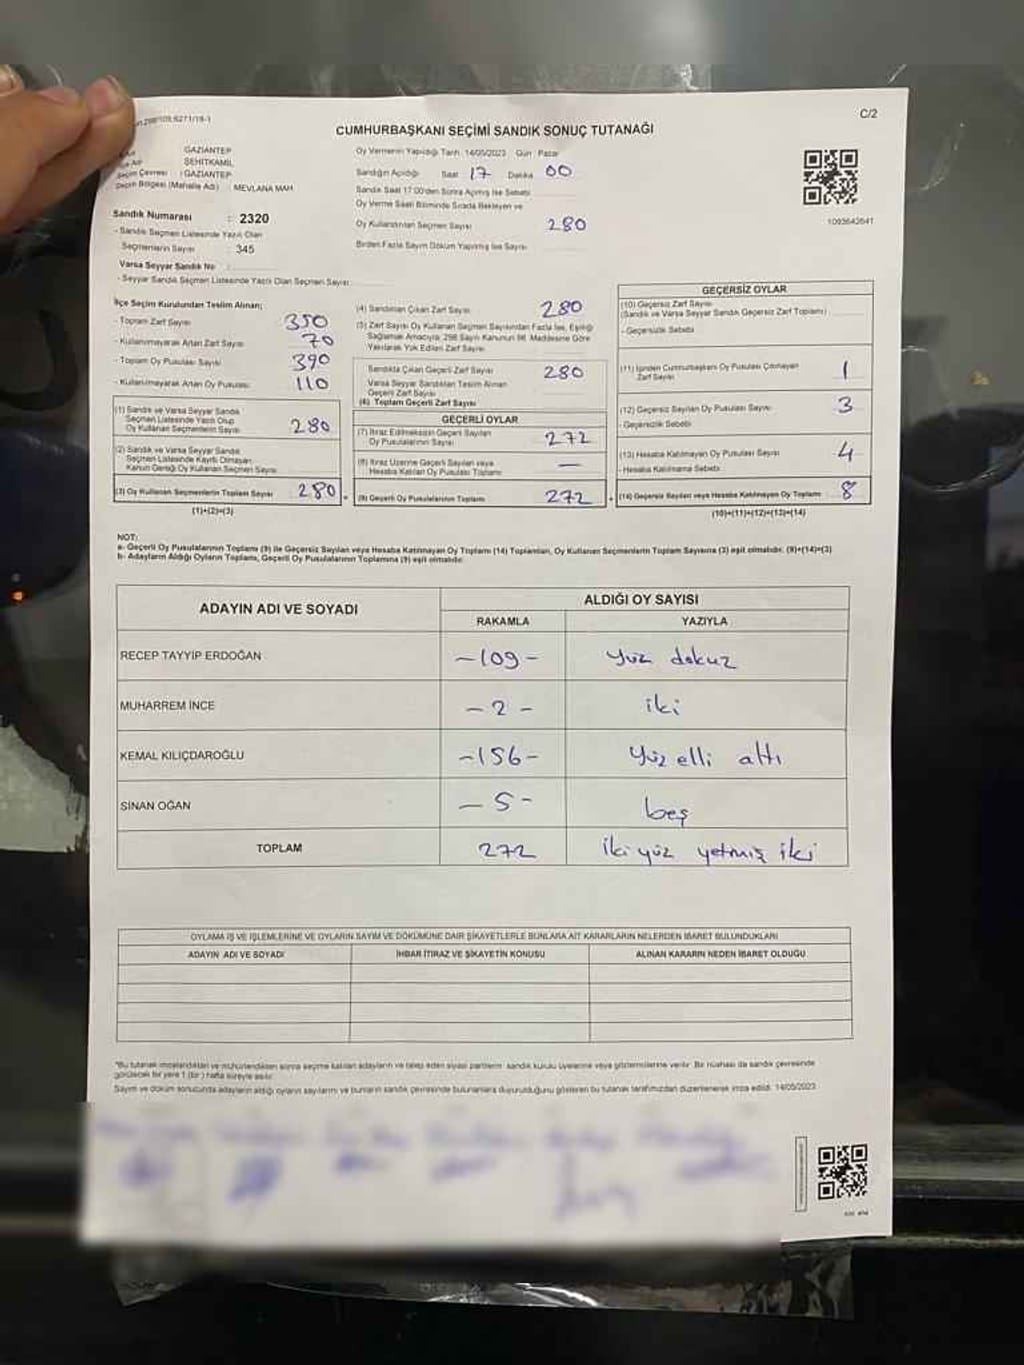 C/2
CUMHURBAŞKANI SEÇİMİ SANDIK SONUÇ TUTANAĞI
GAZİANTEP
ŞEHİTKAMİL
Seçim Çevresi : GAZİANTEP
Seçim Bölgesi (Mahalle Adı) : MEVLANA MAH
Sandık Numarası : 2320
- Sandık Seçmen Listesinde Yazılı Olan
Seçmenlerin Sayısı : 345
Varsa Seyyar Sandık No :
- Seyyar Sandık Seçmen Listesinde Yazılı Olan Seçmen Sayısı:
Oy Vermenin Yapıldığı Tarih: 14/05/2023 Gün: Pazar
Sandığın Açıldığı Saat 17 Dakika 00
Sandık Saat 17:00'den Sonra Açılmış İse Sebebi
Oy Verme Saati Bitiminde Sırada Bekleyen ve
Oy Kullandırılan Seçmen Sayısı 280
Birden Fazla Sayım Döküm Yapılmış İse Sayısı
1093642641
İlçe Seçim Kurulundan Teslim Alınan;
- Toplam Zarf Sayısı 350
- Kullanılmayarak Artan Zarf Sayısı 70
- Toplam Oy Pusulası Sayısı 390
- Kullanılmayarak Artan Oy Pusulası 110
(1) Sandık ve Varsa Seyyar Sandık
Seçmen Listesinde Yazılı Olup
Oy Kullanan Seçmenlerin Sayısı 280
(2) Sandık ve Varsa Seyyar Sandık
Seçmen Listesinde Kayıtlı Olmayan
Kanun Gereği Oy Kullanan Seçmen Sayısı
(3) Oy Kullanan Seçmenlerin Toplam Sayısı 280
(1)+(2)=(3)
(4) Sandıktan Çıkan Zarf Sayısı 280
(5) Zarf Sayısı Oy Kullanan Seçmen Sayısından Fazla İse, Eşitliği
Sağlamak Amacıyla, 298 Sayılı Kanunun 98. Maddesine Göre
Yakılarak Yok Edilen Zarf Sayısı
Sandıkta Çıkan Geçerli Zarf Sayısı 280
Varsa Seyyar Sandıktan Teslim Alınan
Geçerli Zarf Sayısı
(6) Toplam Geçerli Zarf Sayısı
GEÇERLİ OYLAR
(7) İtiraz Edilmeksizin Geçerli Sayılan
Oy Pusulalarının Sayısı 272
(8) İtiraz Üzerine Geçerli Sayılan veya
Hesaba Katılan Oy Pusulası Toplamı —
(9) Geçerli Oy Pusulalarının Toplamı 272
GEÇERSİZ OYLAR
(10) Geçersiz Zarf Sayısı
(Sandık ve Varsa Seyyar Sandık Geçersiz Zarf Toplamı)
- Geçersizlik Sebebi
(11) İçinden Cumhurbaşkanı Oy Pusulası Çıkmayan
Zarf Sayısı 1
(12) Geçersiz Sayılan Oy Pusulası Sayısı 3
- Geçersizlik Sebebi
(13) Hesaba Katılmayan Oy Pusulası Sayısı 4
- Hesaba Katılmama Sebebi
(14) Geçersiz Sayılan veya Hesaba Katılmayan Oy Toplamı 8
(10)+(11)+(12)+(13)=(14)
NOT:
a- Geçerli Oy Pusulalarının Toplamı (9) ile Geçersiz Sayılan veya Hesaba Katılmayan Oy Toplamı (14) Toplamları, Oy Kullanan Seçmenlerin Toplam Sayısına (3) eşit olmalıdır. (9)+(14)=(3)
b- Adayların Aldığı Oyların Toplamı, Geçerli Oy Pusulalarının Toplamına (9) eşit olmalıdır.
ADAYIN ADI VE SOYADI ALDIĞI OY SAYISI
RAKAMLA YAZIYLA
RECEP TAYYİP ERDOĞAN -109- Yüz dokuz
MUHARREM İNCE -2- iki
KEMAL KILIÇDAROĞLU -156- Yüz elli altı
SİNAN OĞAN -5- beş
TOPLAM 272 iki yüz yetmiş iki
OYLAMA İŞ VE İŞLEMLERİNE VE OYLARIN SAYIM VE DÖKÜMÜNE DAİR ŞİKAYETLERLE BUNLARA AİT KARARLARIN NELERDEN İBARET BULUNDUKLARI
ADAYIN ADI VE SOYADI İHBAR İTİRAZ VE ŞİKAYETİN KONUSU ALINAN KARARIN NEDEN İBARET OLDUĞU
*Bu tutanak imzalandıktan ve mühürlendikten sonra seçime katılan adayların ve talep eden siyasi partilerin sandık kurulu üyelerine veya gözlemcilerine verilir. Bir nüshası da sandık çevresinde
görülecek bir yere 1 (bir) hafta süreyle asılır.
Sayım ve döküm sonucunda adayların aldığı oyların sayılarını ve bunların sandık çevresinde bulunanlara duyurulduğunu gösteren bu tutanak tarafımızdan düzenlenerek imza edildi. 14/05/2023